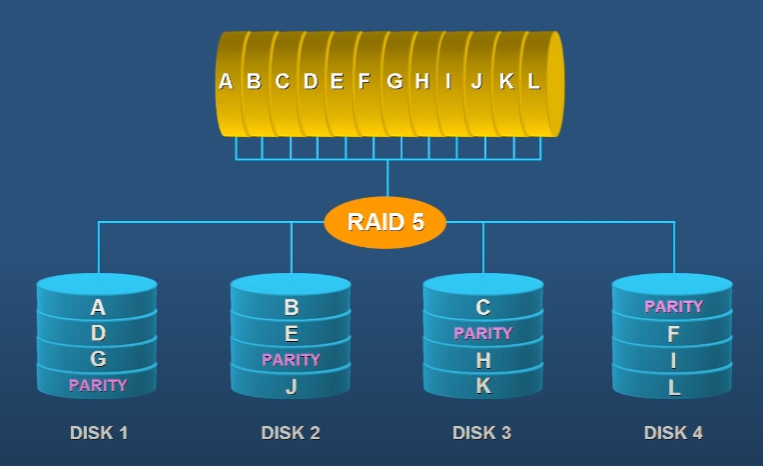 A B C D E F G H I J K L
RAID 5
A B C PARITY
D E PARITY F
G PARITY H I
PARITY J K L
DISK 1 DISK 2 DISK 3 DISK 4